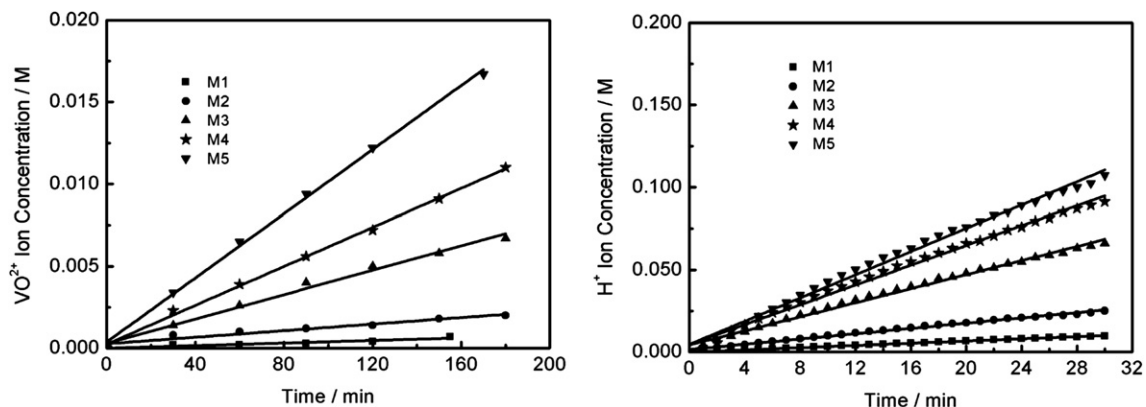 0.020
0.015
0.010
0.005
0.000
VO²⁺ Ion Concentration / M
M1
M2
M3
M4
M5
0 40 80 120 160 200
Time / min
0.200
0.150
0.100
0.050
0.000
H⁺ Ion Concentration / M
M1
M2
M3
M4
M5
0 4 8 12 16 20 24 28 32
Time / min